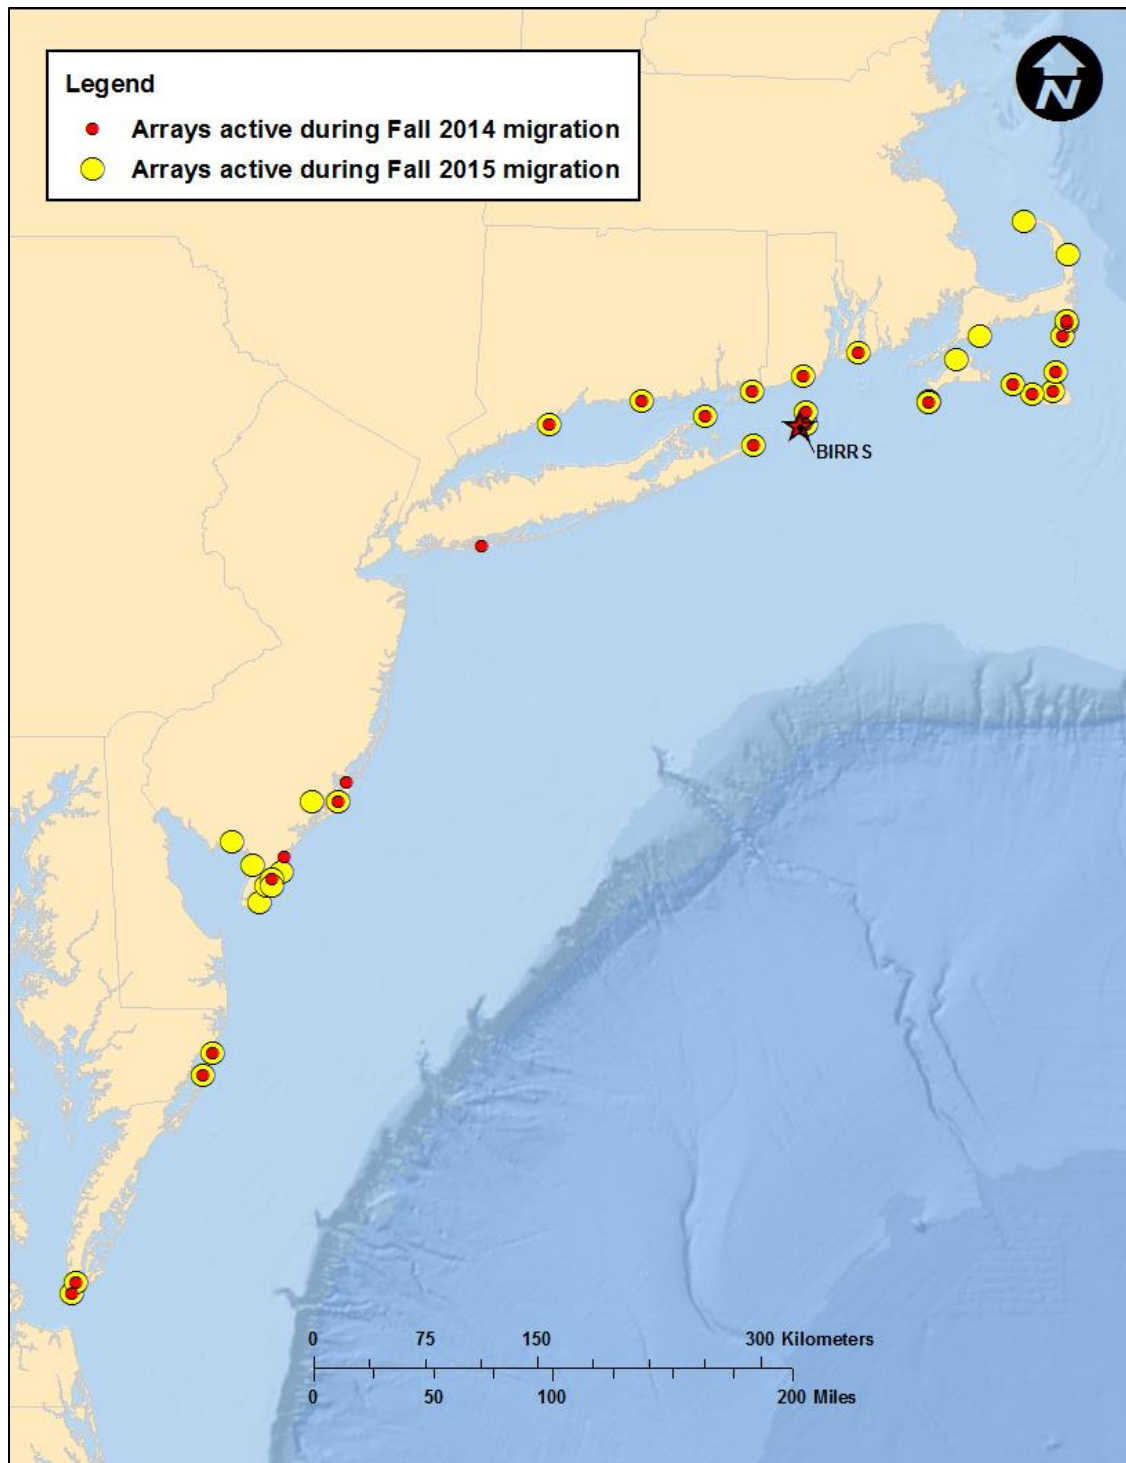 Legend
Arrays active during Fall 2014 migration
Arrays active during Fall 2015 migration
N
BIRRS
0 75 150 300 Kilometers
0 50 100 200 Miles